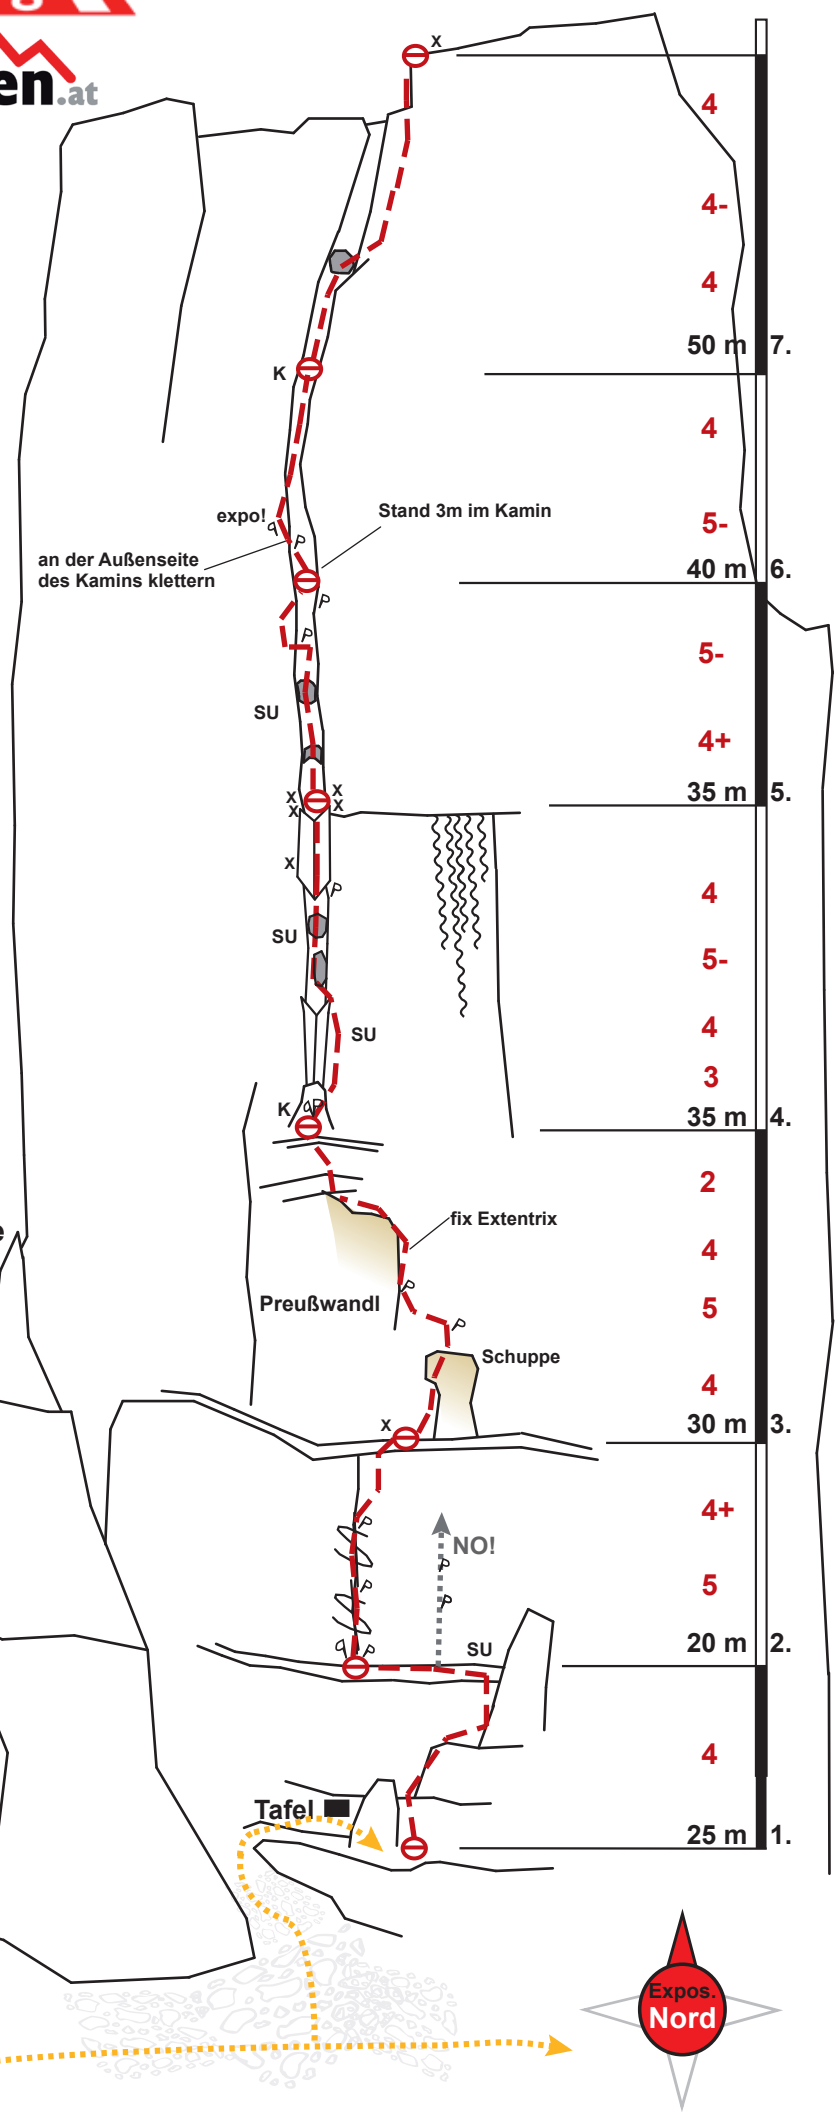 en.at
X
4
4-
4
50 m 7.
K
4
expo!
P
P
Stand 3m im Kamin
5-
an der Außenseite
des Kamins klettern
40 m 6.
P
P
5-
SU
4+
X X
X X
35 m 5.
X
P
4
SU
5-
4
SU
3
K
P P
35 m 4.
2
fix Extentrix
4
P
Preußwandl
5
P
Schuppe
4
X
30 m 3.
4+
P
NO!
P
P
5
P
20 m 2.
P P
SU
4
Tafel
25 m 1.
Expos.
Nord